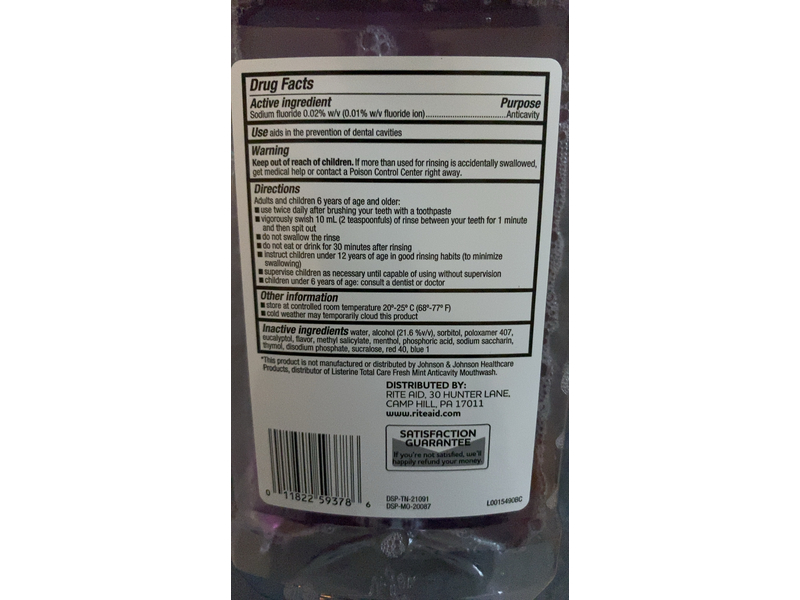 Drug Facts
Active ingredient Purpose
Sodium fluoride 0.02% w/v (0.01% w/v fluoride ion)..............................Anticavity
Use aids in the prevention of dental cavities
Warning
Keep out of reach of children. If more than used for rinsing is accidentally swallowed,
get medical help or contact a Poison Control Center right away.
Directions
Adults and children 6 years of age and older:
■ use twice daily after brushing your teeth with a toothpaste
■ vigorously swish 10 mL (2 teaspoonfuls) of rinse between your teeth for 1 minute
and then spit out
■ do not swallow the rinse
■ do not eat or drink for 30 minutes after rinsing
■ instruct children under 12 years of age in good rinsing habits (to minimize
swallowing)
■ supervise children as necessary until capable of using without supervision
■ children under 6 years of age: consult a dentist or doctor
Other information
■ store at controlled room temperature 20°-25° C (68°-77° F)
■ cold weather may temporarily cloud this product
Inactive ingredients water, alcohol (21.6 %v/v), sorbitol, poloxamer 407,
eucalyptol, flavor, methyl salicylate, menthol, phosphoric acid, sodium saccharin,
thymol, disodium phosphate, sucralose, red 40, blue 1
*This product is not manufactured or distributed by Johnson & Johnson Healthcare
Products, distributor of Listerine Total Care Fresh Mint Anticavity Mouthwash.
DISTRIBUTED BY:
RITE AID, 30 HUNTER LANE,
CAMP HILL, PA 17011
www.riteaid.com
SATISFACTION
GUARANTEE
If you're not satisfied, we'll
happily refund your money.
0 11822 59378 6
DSP-TN-21091
DSP-MO-20087
L0015490BC